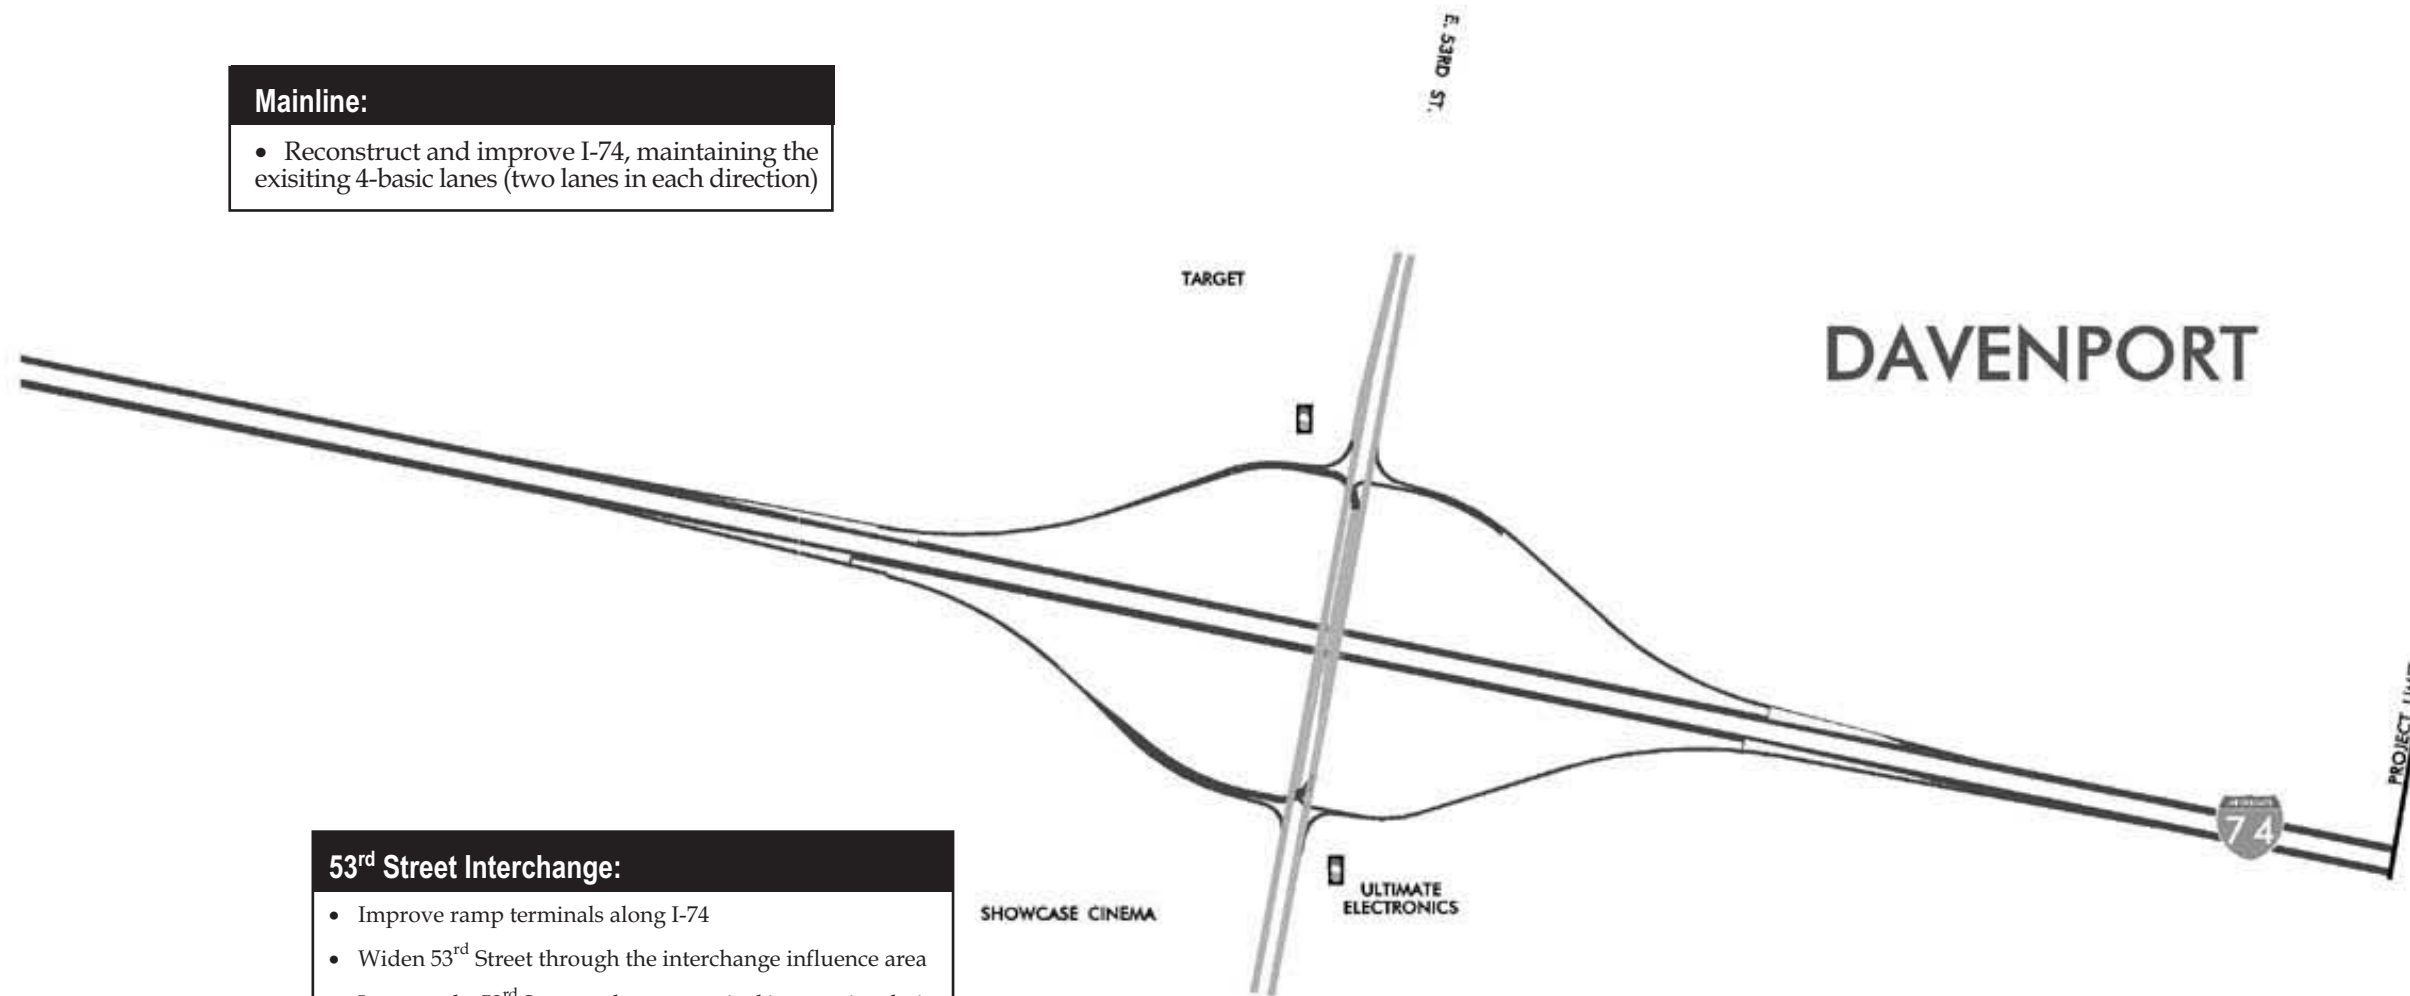 E. 53RD ST.
Mainline:
• Reconstruct and improve I-74, maintaining the
exisiting 4-basic lanes (two lanes in each direction)
TARGET
DAVENPORT
PROJECT
74
53rd Street Interchange:
• Improve ramp terminals along I-74
• Widen 53rd Street through the interchange influence area
SHOWCASE CINEMA
ULTIMATE
ELECTRONICS